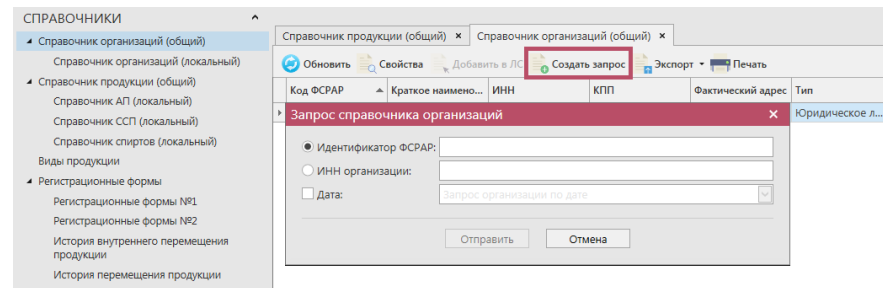 СПРАВОЧНИКИ
Справочник организаций (общий)
Справочник организаций (локальный)
Справочник продукции (общий)
Справочник АП (локальный)
Справочник ССП (локальный)
Справочник спиртов (локальный)
Виды продукции
Регистрационные формы
Регистрационные формы №1
Регистрационные формы №2
История внутреннего перемещения
продукции
История перемещения продукции
Справочник продукции (общий) × Справочник организаций (общий) ×
Обновить Свойства Добавить в ЛС Создать запрос Экспорт Печать
Код ФСРАР Краткое наимено... ИНН КПП Фактический адрес Тип
Юридическое л...
Запрос справочника организаций ×
Идентификатор ФСРАР:
ИНН организации:
Дата: Запрос организации по дате
Отправить Отмена